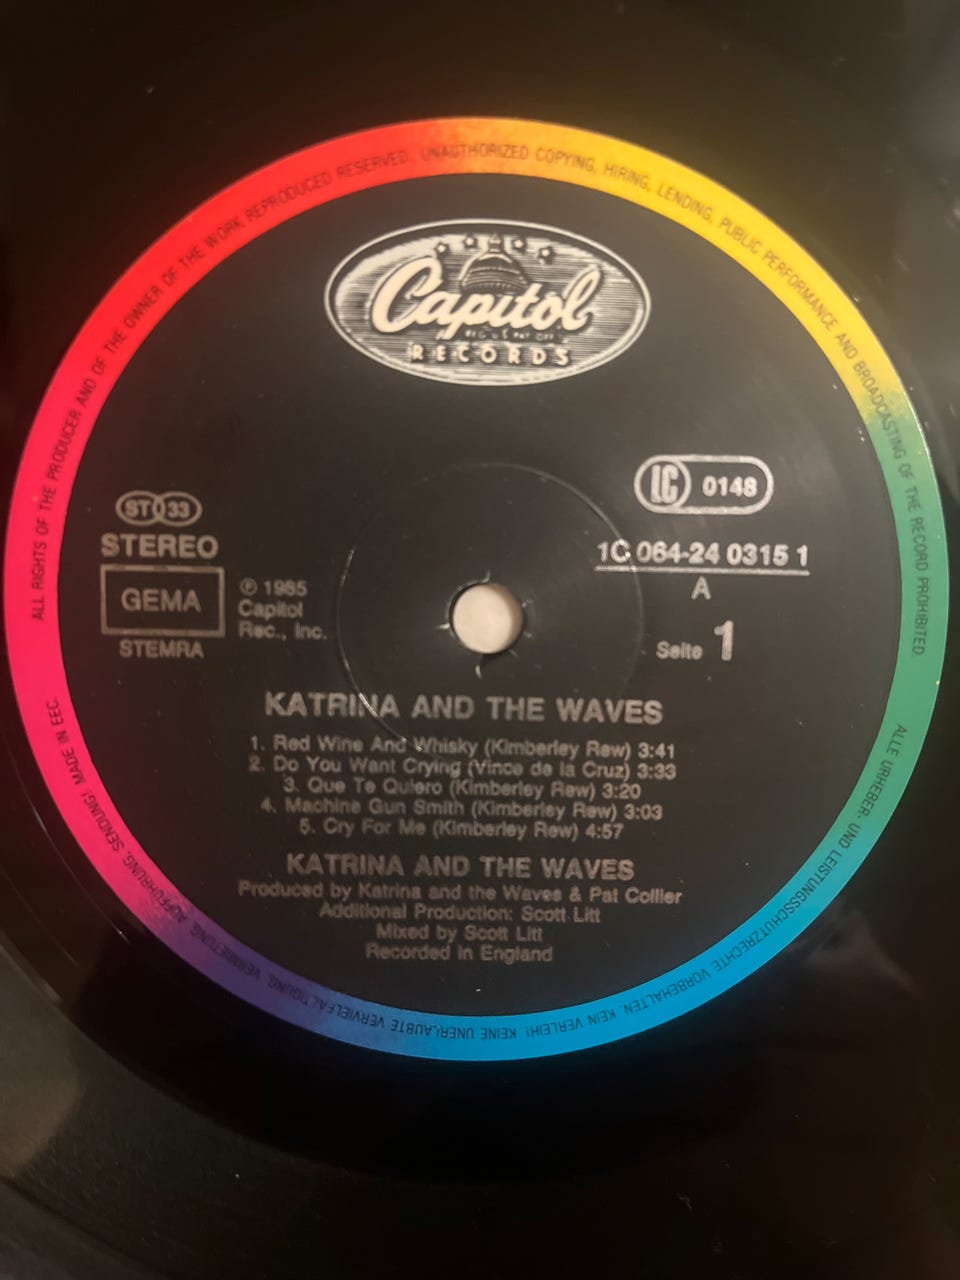 ALL RIGHTS OF THE PRODUCER AND OF THE OWNER OF THE WORK REPRODUCED RESERVED. UNAUTHORIZED COPYING, HIRING, LENDING, PUBLIC PERFORMANCE AND BROADCASTING OF THE RECORD PROHIBITED.
Capitol
REG. U.S. PAT. OFF.
RECORDS
LC 0148
ST 33
STEREO
GEMA
STEMRA
℗ 1985
Capitol
Rec., Inc.
1C 064-24 0315 1
A
Seite 1
KATRINA AND THE WAVES
1. Red Wine And Whisky (Kimberley Rew) 3:41
2. Do You Want Crying (Vince de la Cruz) 3:33
3. Que Te Quiero (Kimberley Rew) 3:20
4. Machine Gun Smith (Kimberley Rew) 3:03
5. Cry For Me (Kimberley Rew) 4:57
KATRINA AND THE WAVES
Produced by Katrina and the Waves & Pat Collier
Additional Production: Scott Litt
Mixed by Scott Litt
Recorded in England
ALLE URHEBER- UND LEISTUNGSSCHUTZRECHTE VORBEHALTEN. KEIN VERLEIH! KEINE UNERLAUBTE VERVIELFÄLTIGUNG, VERMIETUNG, AUFFÜHRUNG, SENDUNG! MADE IN EEC